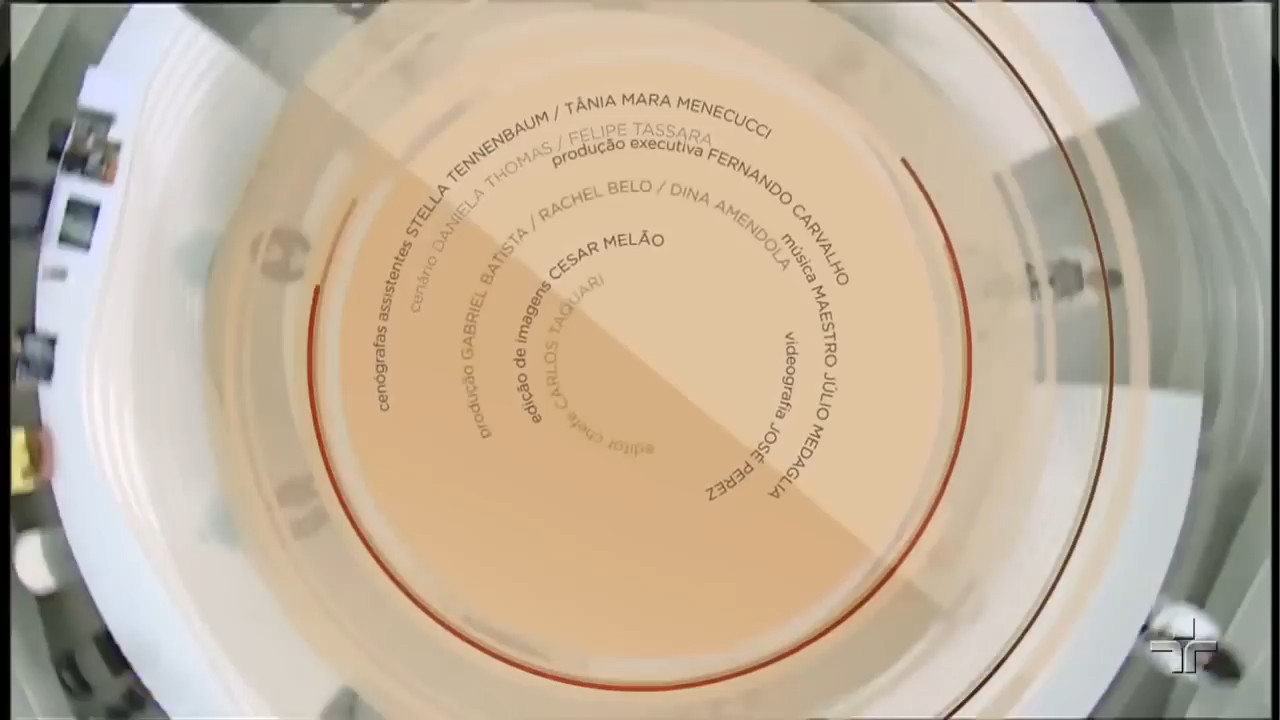 cenógrafas assistentes STELLA TENNENBAUM / TÂNIA MARA MENECUCCI
cenário DANIELA THOMAS / FELIPE TASSARA
produção executiva FERNANDO CARVALHO
produção GABRIEL BATISTA / RACHEL BELO / DINA AMENDOLA
música MAESTRO JÚLIO MEDAGLIA
edição de imagens CESAR MELÃO
editor chefe CARLOS TAQUARI
videografia JOSÉ PEREZ